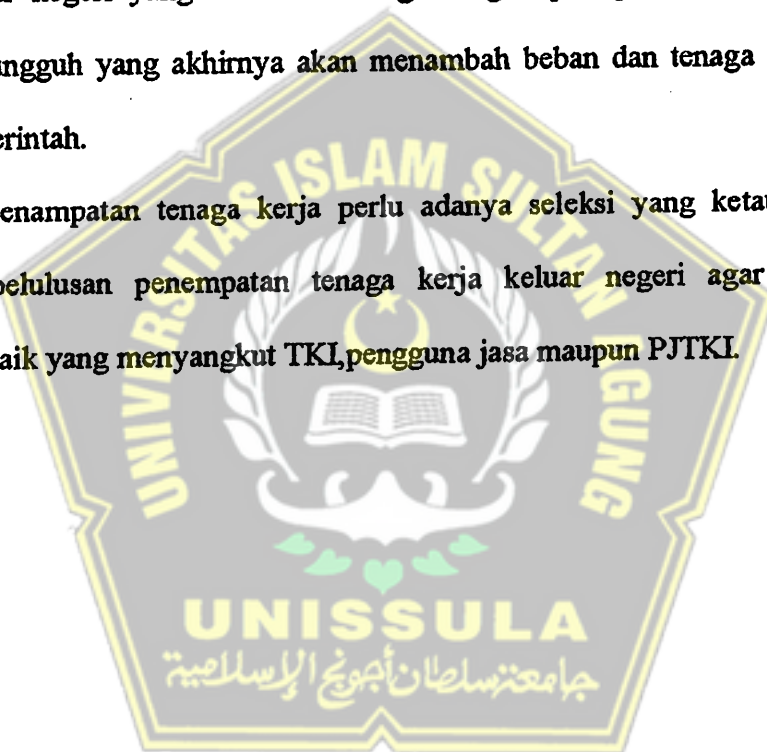 ngguh yang akhirnya akan menambah beban dan tenaga
erintah.
enampatan tenaga kerja perlu adanya seleksi yang keta
pelulusan penempatan tenaga kerja keluar negeri agar
aik yang menyangkut TKI,pengguna jasa maupun PJTKI.
UNIVERSITAS ISLAM SULTAN AGUNG
UNISSULA
جامعة سلطان أجونج الإسلامية